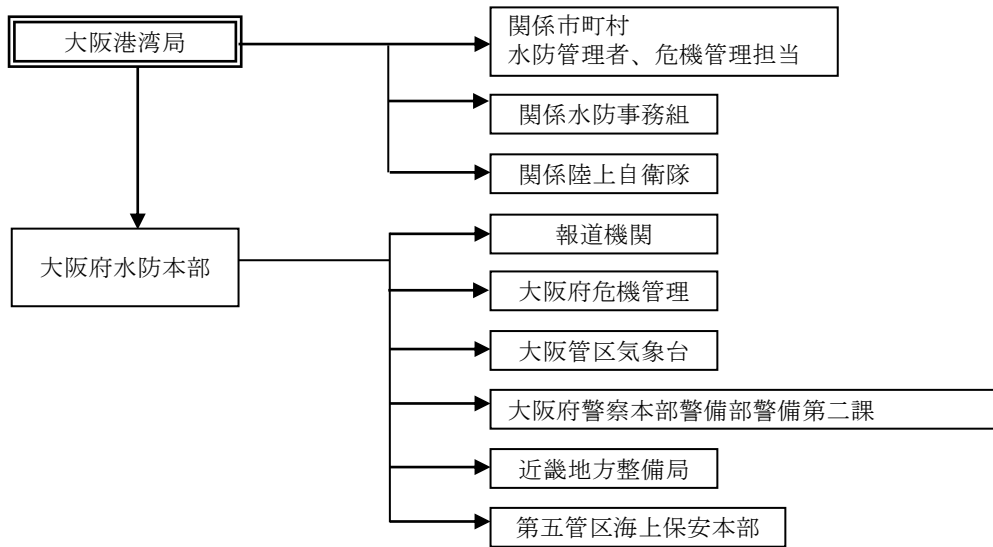 大阪港湾局
関係市町村
水防管理者、危機管理担当
関係水防事務組
関係陸上自衛隊
大阪府水防本部
報道機関
大阪府危機管理
大阪管区気象台
大阪府警察本部警備部警備第二課
近畿地方整備局
第五管区海上保安本部